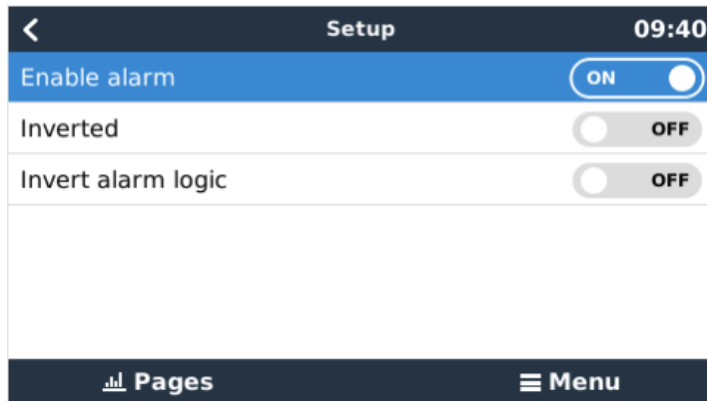 Setup 09:40
Enable alarm ON
Inverted OFF
Invert alarm logic OFF
Pages Menu